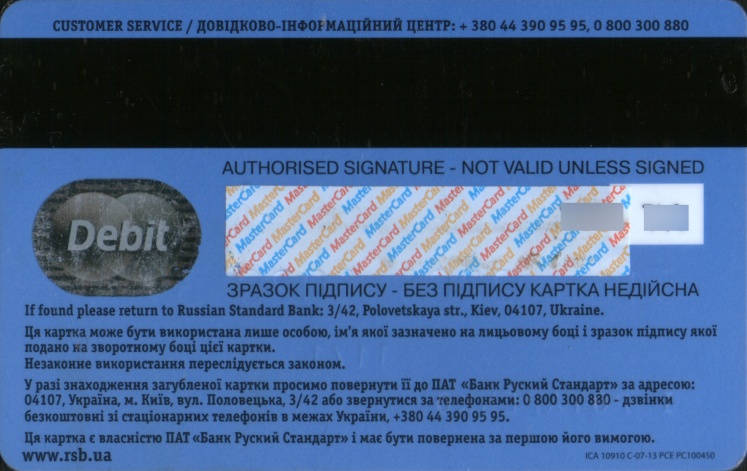 CUSTOMER SERVICE / ДОВІДКОВО-ІНФОРМАЦІЙНИЙ ЦЕНТР: + 380 44 390 95 95, 0 800 300 880
AUTHORISED SIGNATURE - NOT VALID UNLESS SIGNED
Debit
MasterCard MasterCard MasterCard MasterCard
ЗРАЗОК ПІДПИСУ - БЕЗ ПІДПИСУ КАРТКА НЕДІЙСНА
If found please return to Russian Standard Bank: 3/42, Polovetskaya str., Kiev, 04107, Ukraine.
Ця картка може бути використана лише особою, ім'я якої зазначено на лицьовому боці і зразок підпису якої
подано на зворотному боці цієї картки.
Незаконне використання переслідується законом.
У разі знаходження загубленої картки просимо повернути її до ПАТ «Банк Руский Стандарт» за адресою:
04107, Україна, м. Київ, вул. Половецька, 3/42 або звернутися за телефонами: 0 800 300 880 - дзвінки
безкоштовні зі стаціонарних телефонів в межах України, +380 44 390 95 95.
Ця картка є власністю ПАТ «Банк Руский Стандарт» і має бути повернена за першою його вимогою.
www.rsb.ua
ICA 10910 C-07-13 PCE PC100450